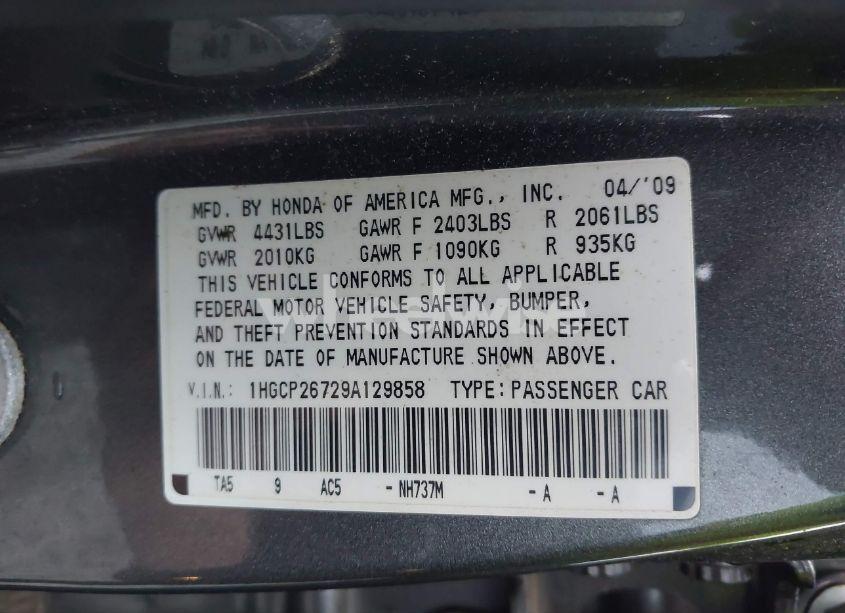 MFD. BY HONDA OF AMERICA MFG., INC. 04/'09
GVWR 4431LBS GAWR F 2403LBS R 2061LBS
GVWR 2010KG GAWR F 1090KG R 935KG
THIS VEHICLE CONFORMS TO ALL APPLICABLE
FEDERAL MOTOR VEHICLE SAFETY, BUMPER,
AND THEFT PREVENTION STANDARDS IN EFFECT
ON THE DATE OF MANUFACTURE SHOWN ABOVE.
V.I.N.: 1HGCP26729A129858 TYPE: PASSENGER CAR
TA5 9 AC5 - NH737M - A - A